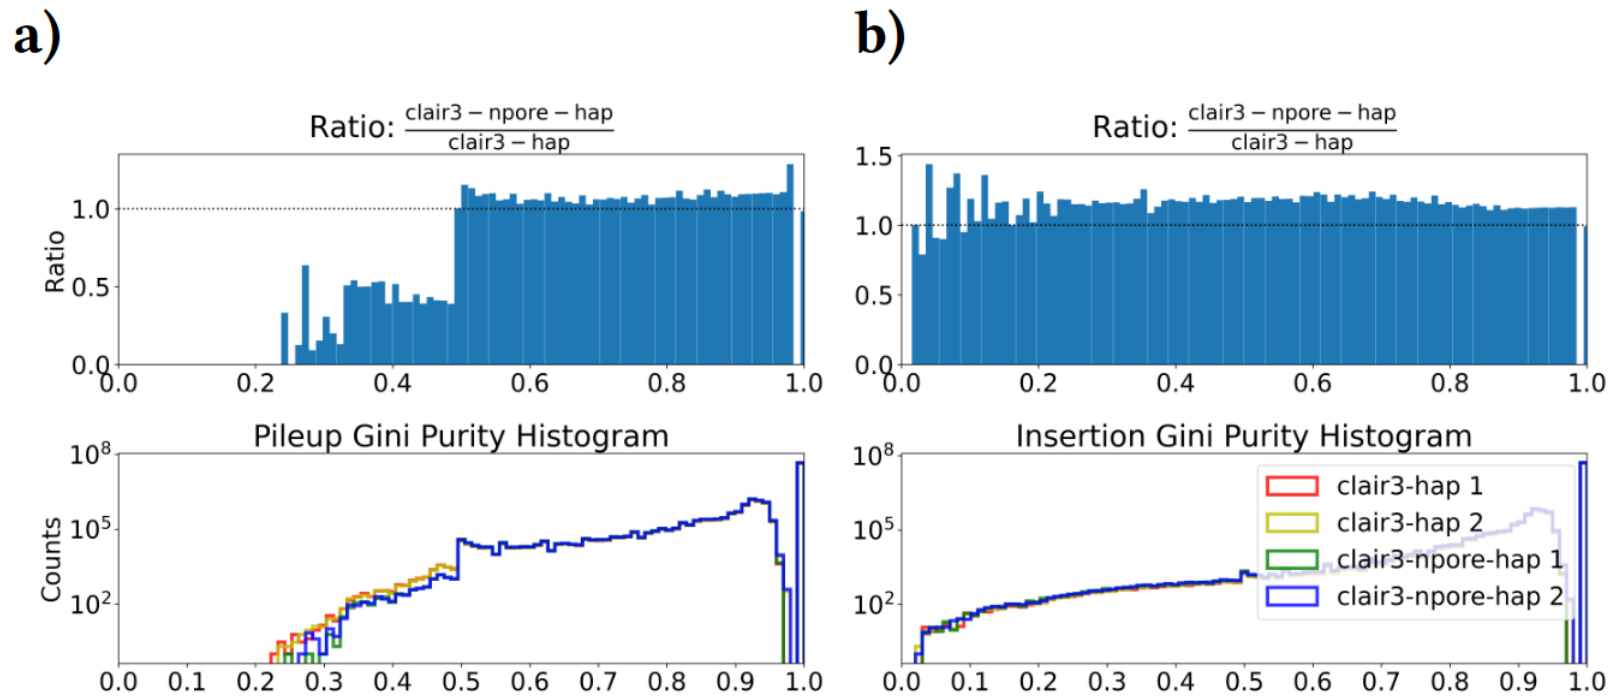 a)
Ratio: clair3 – npore – hap
clair3 – hap
1.0
0.5
0.0
Ratio
0.0 0.2 0.4 0.6 0.8 1.0
Pileup Gini Purity Histogram
10^8
10^5
10^2
Counts
0.0 0.1 0.2 0.3 0.4 0.5 0.6 0.7 0.8 0.9 1.0
b)
Ratio: clair3 – npore – hap
clair3 – hap
1.5
1.0
0.5
0.0
0.0 0.2 0.4 0.6 0.8 1.0
Insertion Gini Purity Histogram
10^8
10^5
10^2
clair3-hap 1
clair3-hap 2
clair3-npore-hap 1
clair3-npore-hap 2
0.0 0.1 0.2 0.3 0.4 0.5 0.6 0.7 0.8 0.9 1.0